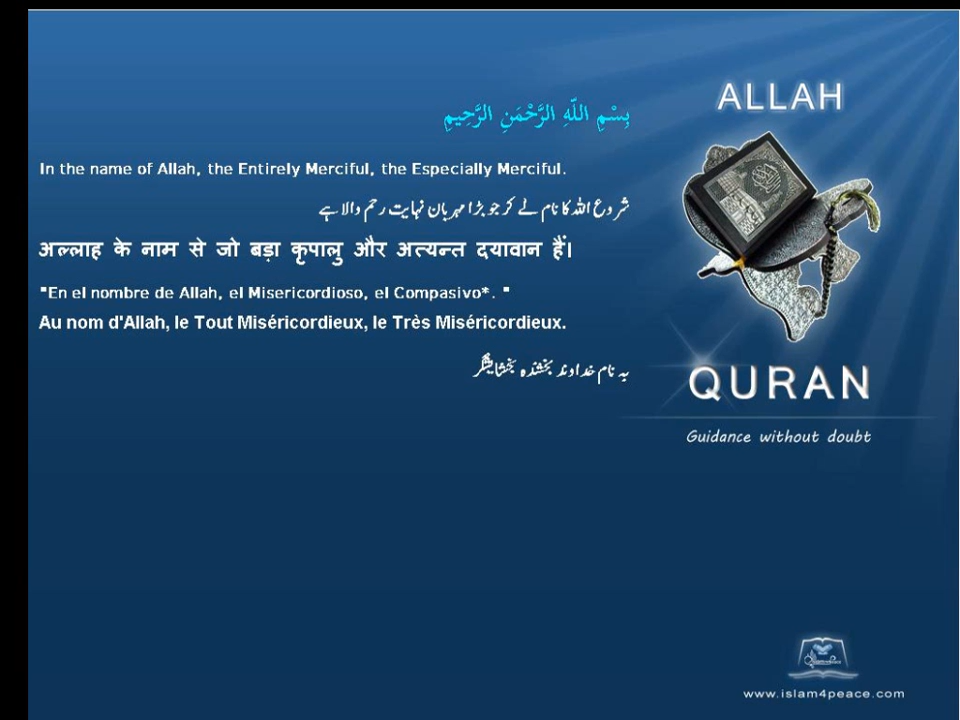 بِسْمِ اللّهِ الرَّحْمَنِ الرَّحِيمِ
In the name of Allah, the Entirely Merciful, the Especially Merciful.
شروع الله کا نام لے کر جو بڑا مہربان نہایت رحم والا ہے
अल्लाह के नाम से जो बड़ा कृपालु और अत्यन्त दयावान हैं।
"En el nombre de Allah, el Misericordioso, el Compasivo*. "
Au nom d'Allah, le Tout Miséricordieux, le Très Miséricordieux.
به نام خداوند بخشنده بخشایشگر
ALLAH
QURAN
Guidance without doubt
www.islam4peace.com